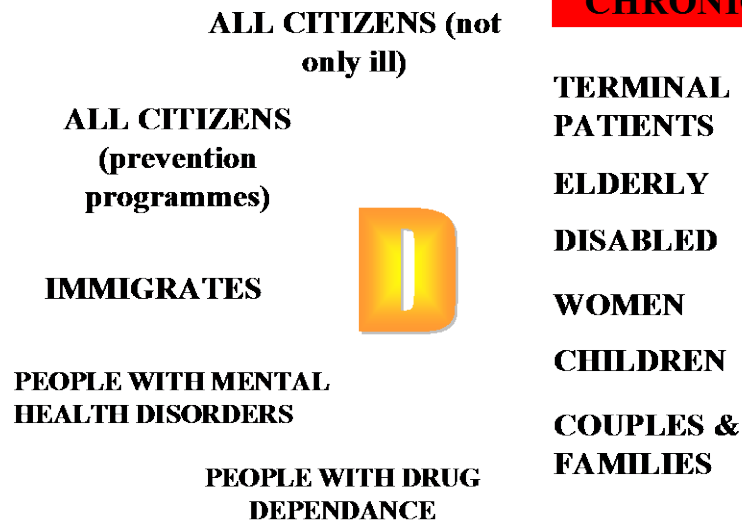 ALL CITIZENS (not
only ill)
ALL CITIZENS
(prevention
programmes)
IMMIGRATES
PEOPLE WITH MENTAL
HEALTH DISORDERS
PEOPLE WITH DRUG
DEPENDANCE
D
TERMINAL
PATIENTS
ELDERLY
DISABLED
WOMEN
CHILDREN
COUPLES &
FAMILIES